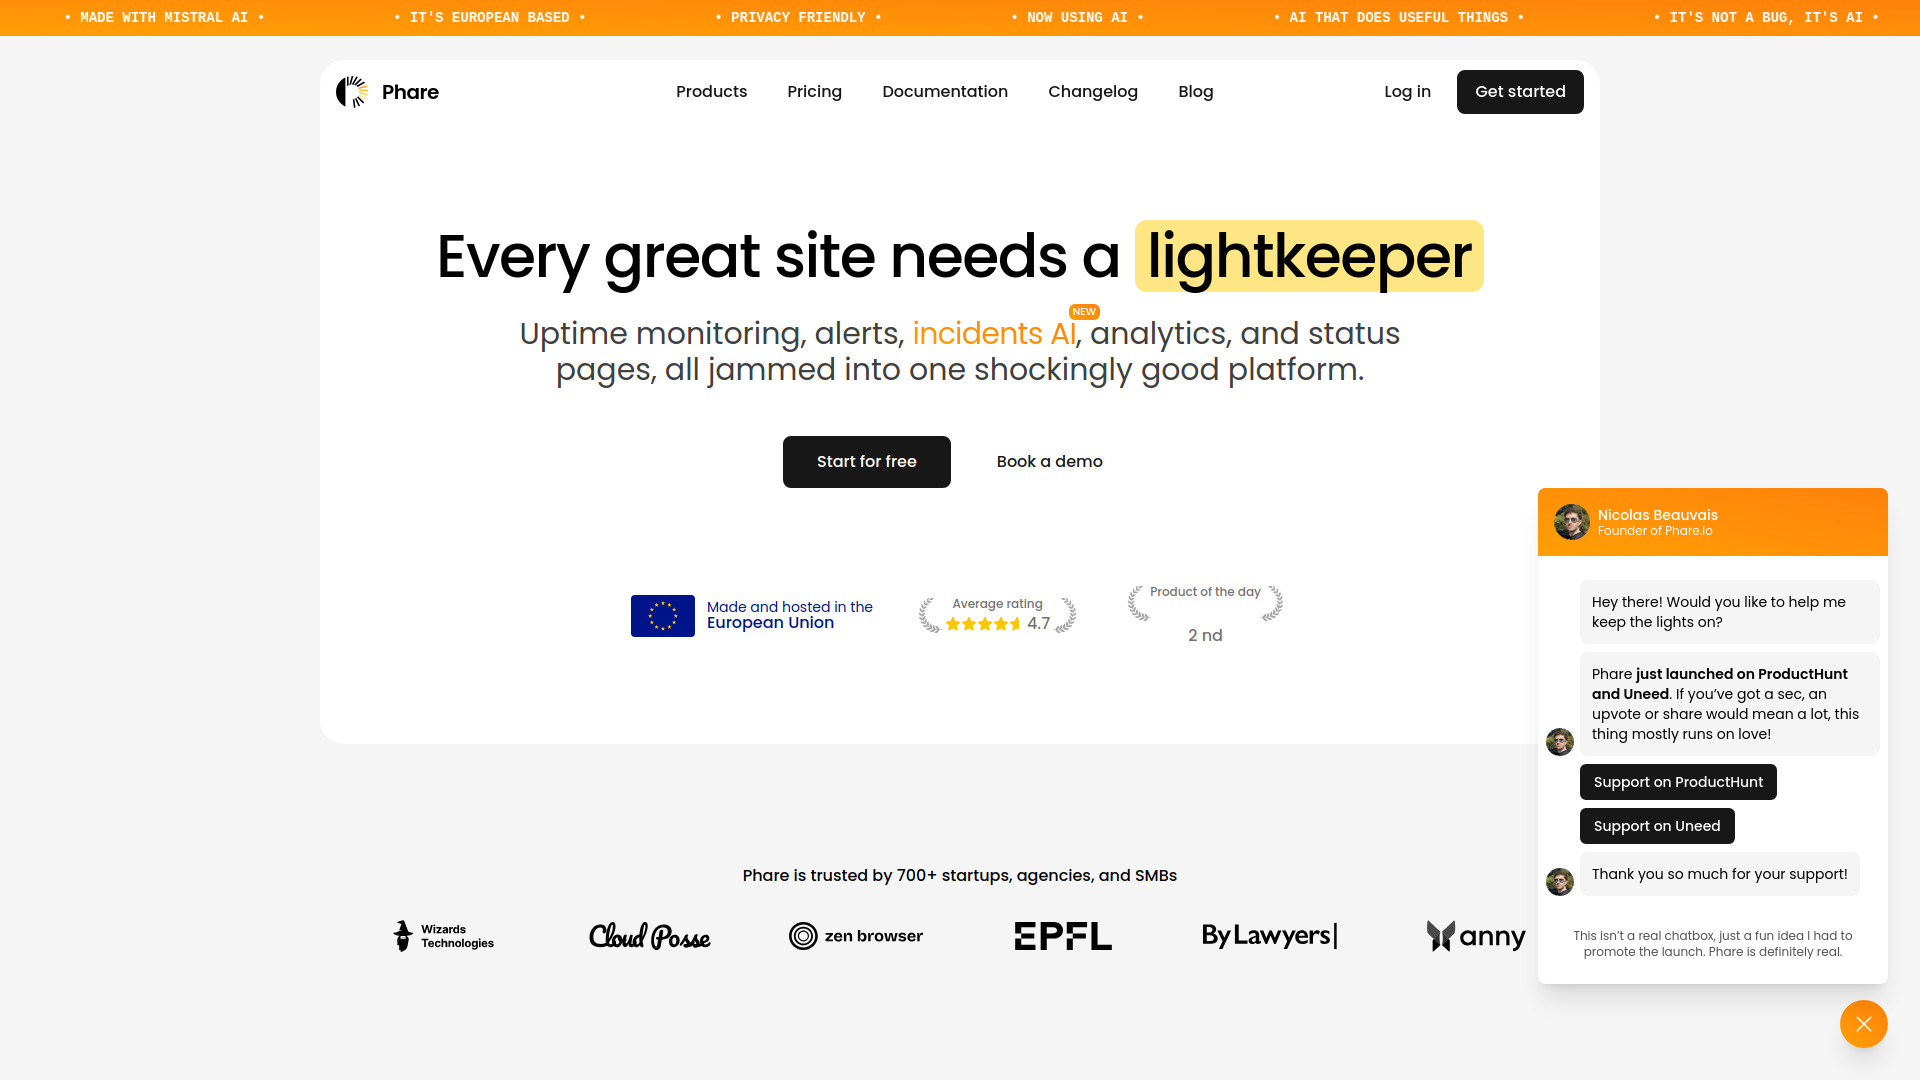 • MADE WITH MISTRAL AI •
• IT'S EUROPEAN BASED •
• PRIVACY FRIENDLY •
• NOW USING AI •
• AI THAT DOES USEFUL THINGS •
• IT'S NOT A BUG, IT'S AI •
Phare
Products
Pricing
Documentation
Changelog
Blog
Log in
Get started
Every great site needs a lightkeeper
NEW
Uptime monitoring, alerts, incidents AI, analytics, and status
pages, all jammed into one shockingly good platform.
Start for free
Book a demo
Made and hosted in the
European Union
Average rating
4.7
Product of the day
2 nd
Phare is trusted by 700+ startups, agencies, and SMBs
Wizards
Technologies
Cloud Posse
zen browser
EPFL
By Lawyers|
anny
Nicolas Beauvais
Founder of Phare.io
Hey there! Would you like to help me
keep the lights on?
Phare just launched on ProductHunt
and Uneed. If you’ve got a sec, an
upvote or share would mean a lot, this
thing mostly runs on love!
Support on ProductHunt
Support on Uneed
Thank you so much for your support!
This isn’t a real chatbox, just a fun idea I had to
promote the launch. Phare is definitely real.